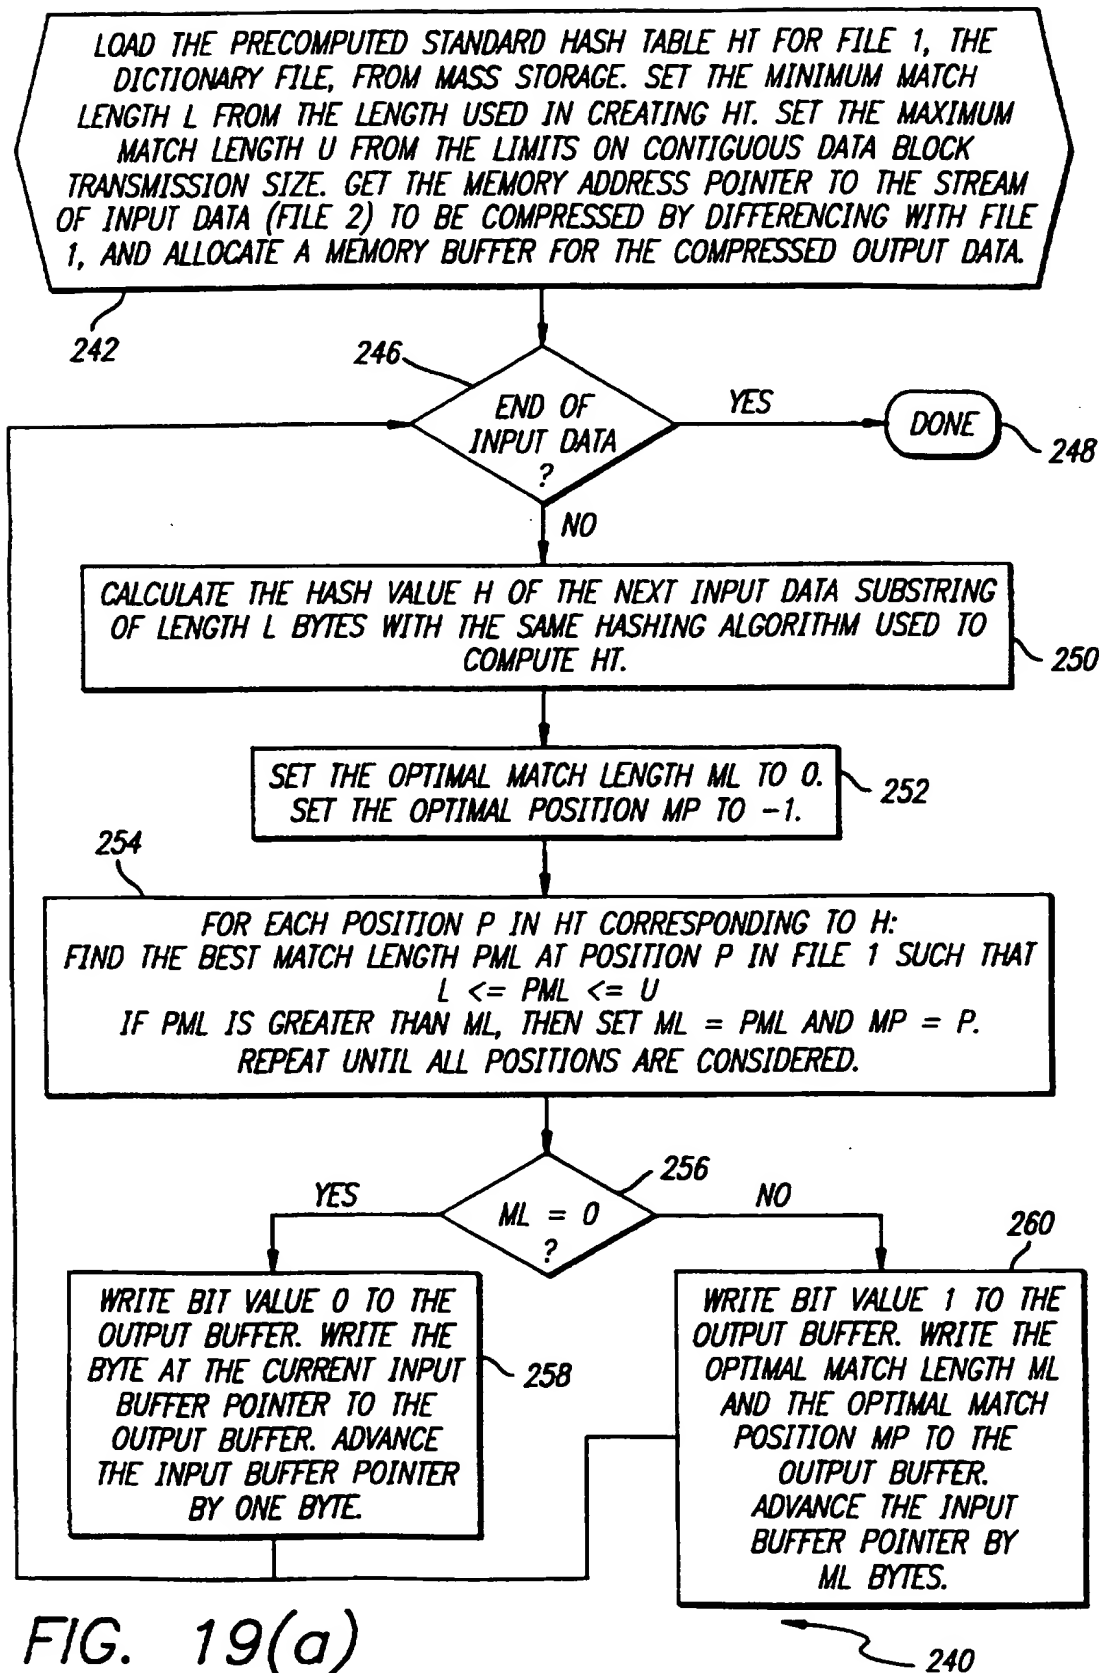 LOAD THE PRECOMPUTED STANDARD HASH TABLE HT FOR FILE 1, THE
DICTIONARY FILE, FROM MASS STORAGE. SET THE MINIMUM MATCH
LENGTH L FROM THE LENGTH USED IN CREATING HT. SET THE MAXIMUM
MATCH LENGTH U FROM THE LIMITS ON CONTIGUOUS DATA BLOCK
TRANSMISSION SIZE. GET THE MEMORY ADDRESS POINTER TO THE STREAM
OF INPUT DATA (FILE 2) TO BE COMPRESSED BY DIFFERENCING WITH FILE
1, AND ALLOCATE A MEMORY BUFFER FOR THE COMPRESSED OUTPUT DATA.
242
246
END OF
INPUT DATA
?
YES
DONE
248
NO
CALCULATE THE HASH VALUE H OF THE NEXT INPUT DATA SUBSTRING
OF LENGTH L BYTES WITH THE SAME HASHING ALGORITHM USED TO
COMPUTE HT.
250
SET THE OPTIMAL MATCH LENGTH ML TO 0.
SET THE OPTIMAL POSITION MP TO -1.
252
254
FOR EACH POSITION P IN HT CORRESPONDING TO H:
FIND THE BEST MATCH LENGTH PML AT POSITION P IN FILE 1 SUCH THAT
L <= PML <= U
IF PML IS GREATER THAN ML, THEN SET ML = PML AND MP = P.
REPEAT UNTIL ALL POSITIONS ARE CONSIDERED.
256
YES
ML = 0
?
NO
WRITE BIT VALUE 0 TO THE
OUTPUT BUFFER. WRITE THE
BYTE AT THE CURRENT INPUT
BUFFER POINTER TO THE
OUTPUT BUFFER. ADVANCE
THE INPUT BUFFER POINTER
BY ONE BYTE.
258
260
WRITE BIT VALUE 1 TO THE
OUTPUT BUFFER. WRITE THE
OPTIMAL MATCH LENGTH ML
AND THE OPTIMAL MATCH
POSITION MP TO THE
OUTPUT BUFFER.
ADVANCE THE INPUT
BUFFER POINTER BY
ML BYTES.
FIG. 19(a)
240